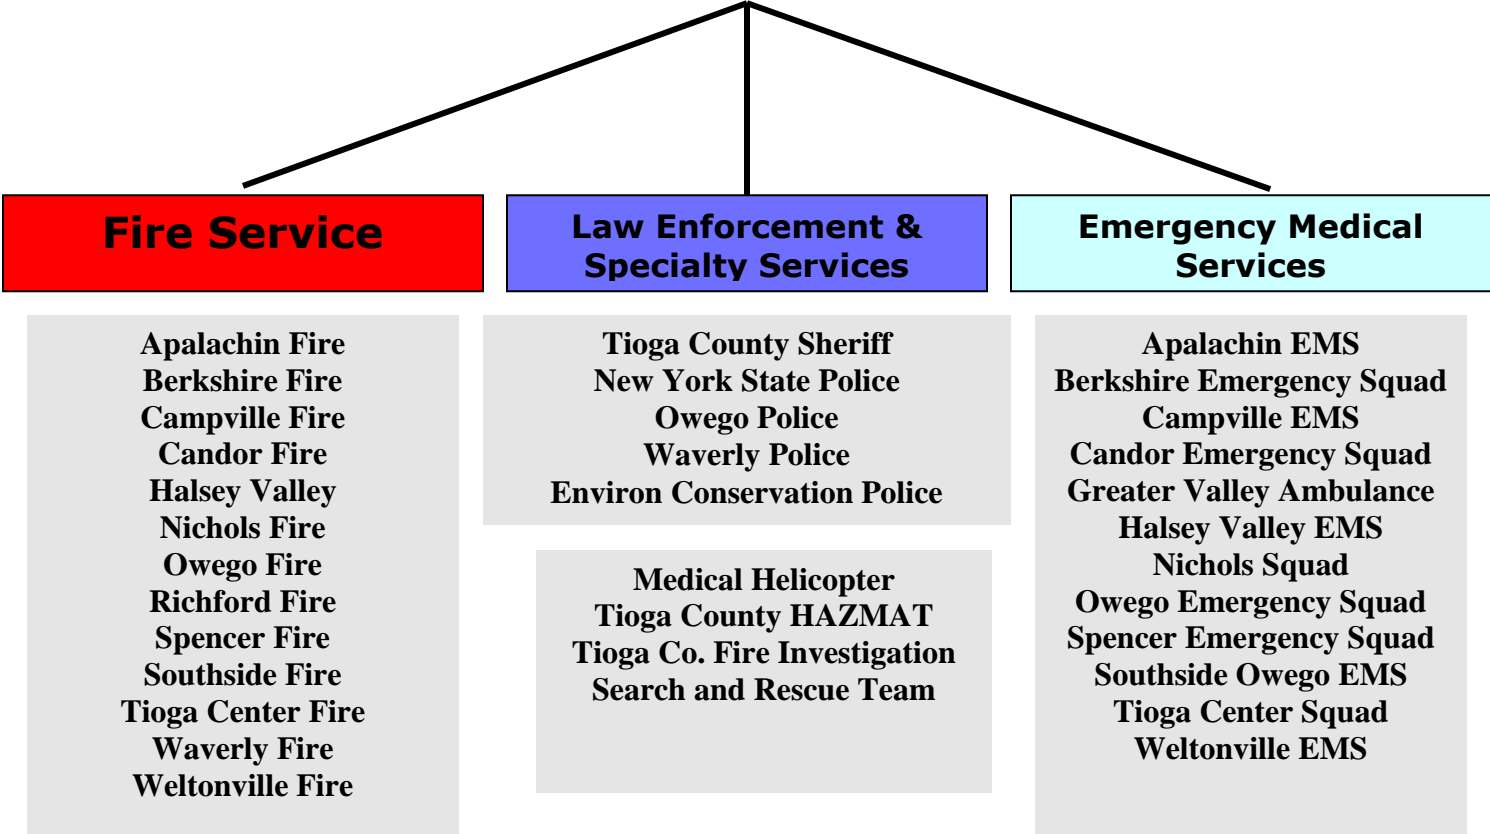 Fire Service
Apalachin Fire
Berkshire Fire
Campville Fire
Candor Fire
Halsey Valley
Nichols Fire
Owego Fire
Richford Fire
Spencer Fire
Southside Fire
Tioga Center Fire
Waverly Fire
Weltonville Fire
Law Enforcement &
Specialty Services
Tioga County Sheriff
New York State Police
Owego Police
Waverly Police
Environ Conservation Police
Medical Helicopter
Tioga County HAZMAT
Tioga Co. Fire Investigation
Search and Rescue Team
Emergency Medical
Services
Apalachin EMS
Berkshire Emergency Squad
Campville EMS
Candor Emergency Squad
Greater Valley Ambulance
Halsey Valley EMS
Nichols Squad
Owego Emergency Squad
Spencer Emergency Squad
Southside Owego EMS
Tioga Center Squad
Weltonville EMS